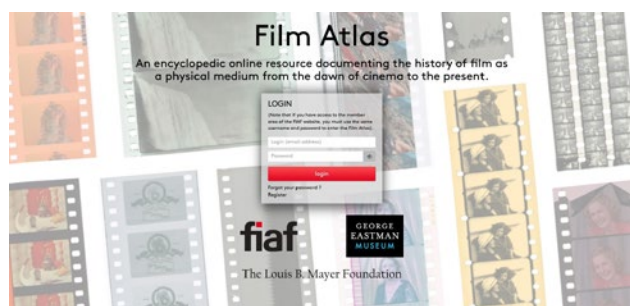 Film Atlas
An encyclopedic online resource documenting the history of film as
a physical medium from the dawn of cinema to the present.
LOGIN
(Note that if you have access to the member
area of the FIAF website, you must use the same
username and password to enter the Film Atlas)
Login (email address)
Password
login
Forgot your password ?
Register
fiaf
GEORGE
EASTMAN
MUSEUM
The Louis B. Mayer Foundation